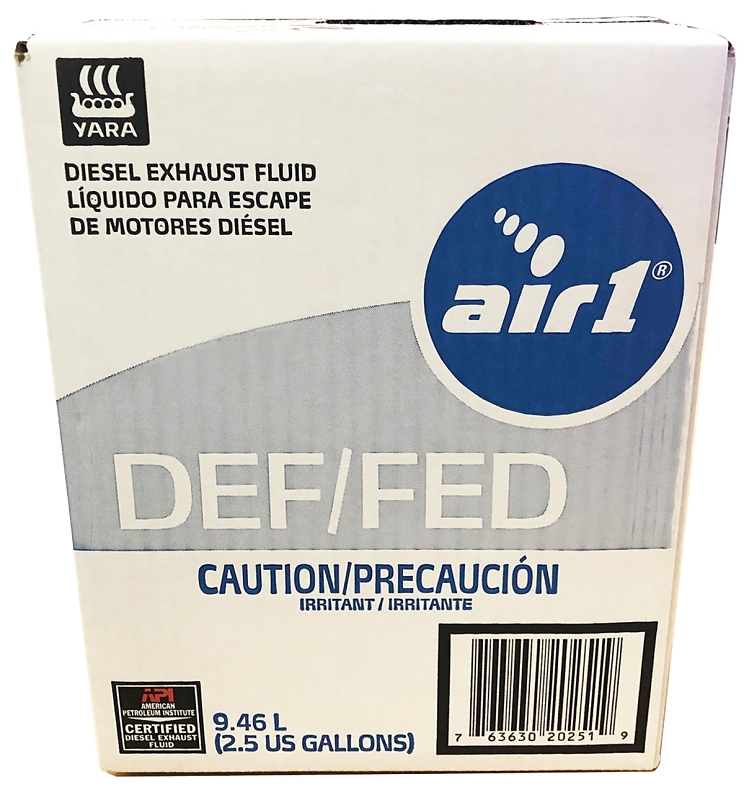 YARA
DIESEL EXHAUST FLUID
LÍQUIDO PARA ESCAPE
DE MOTORES DIÉSEL
air1®
DEF/FED
CAUTION/PRECAUCIÓN
IRRITANT / IRRITANTE
API
AMERICAN
PETROLEUM INSTITUTE
CERTIFIED
DIESEL EXHAUST
FLUID
9.46 L
(2.5 US GALLONS)
7 63630 20251 9